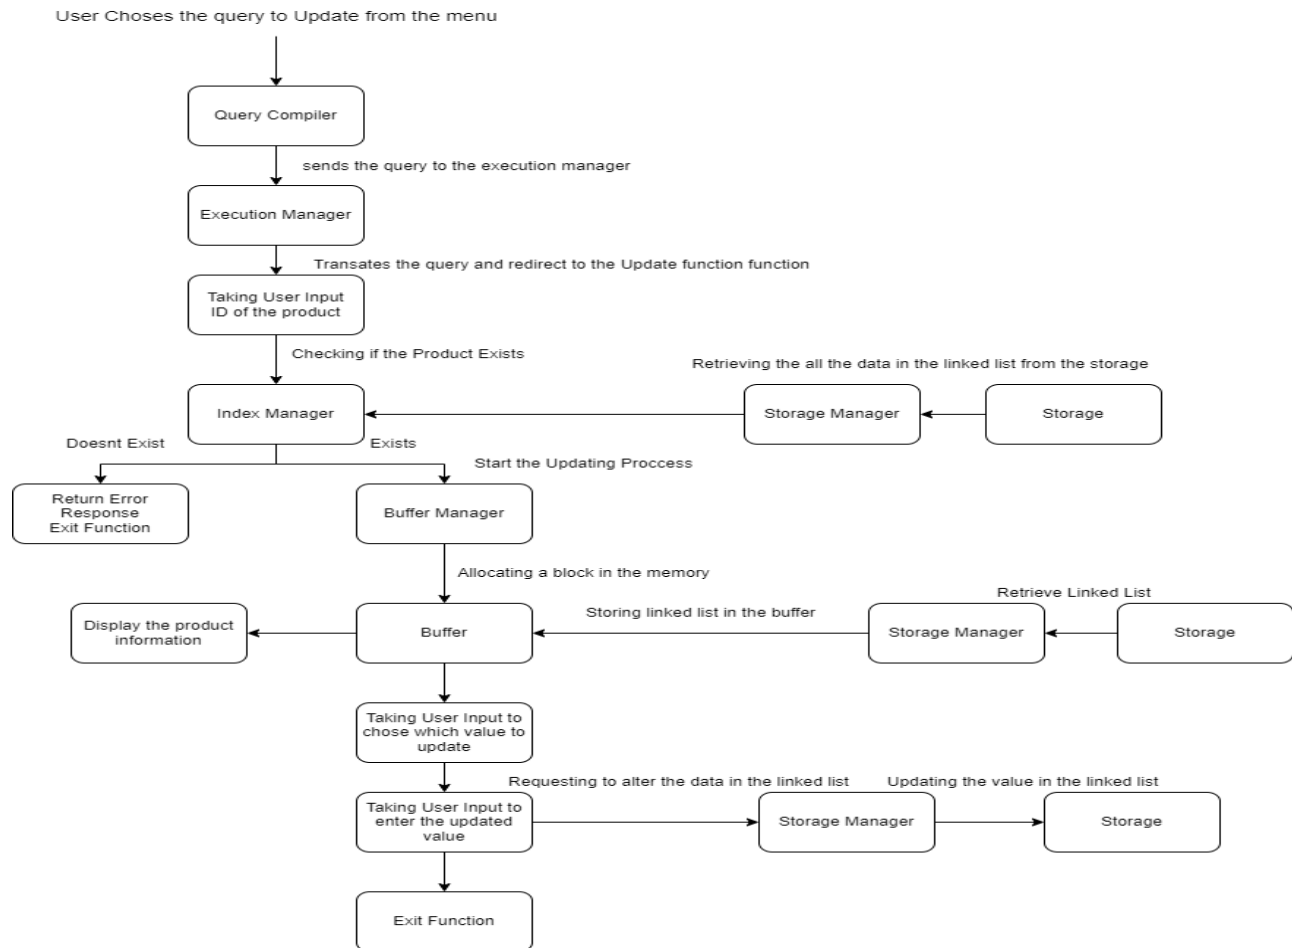 User Choses the query to Update from the menu
Query Compiler
sends the query to the execution manager
Execution Manager
Transates the query and redirect to the Update function function
Taking User Input
ID of the product
Checking if the Product Exists
Retrieving the all the data in the linked list from the storage
Index Manager
Storage Manager
Storage
Doesnt Exist
Exists
Start the Updating Proccess
Return Error
Response
Exit Function
Buffer Manager
Allocating a block in the memory
Retrieve Linked List
Storing linked list in the buffer
Display the product
information
Buffer
Storage Manager
Storage
Taking User Input to
chose which value to
update
Requesting to alter the data in the linked list
Updating the value in the linked list
Taking User Input to
enter the updated
value
Storage Manager
Storage
Exit Function